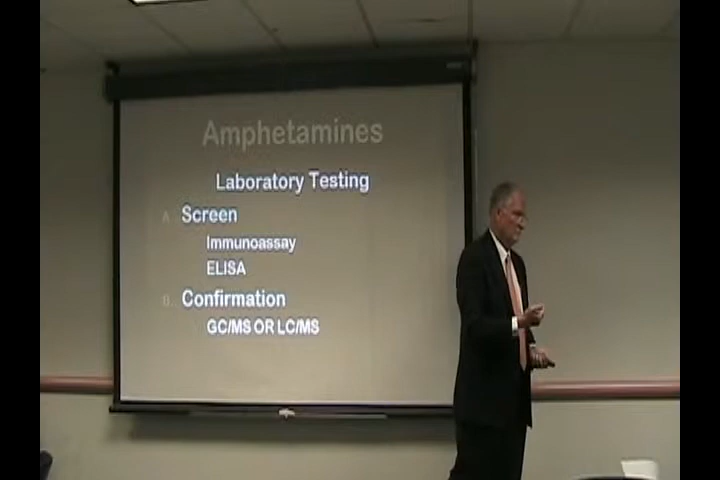 Amphetamines
Laboratory Testing
A. Screen
Immunoassay
ELISA
B. Confirmation
GC/MS OR LC/MS